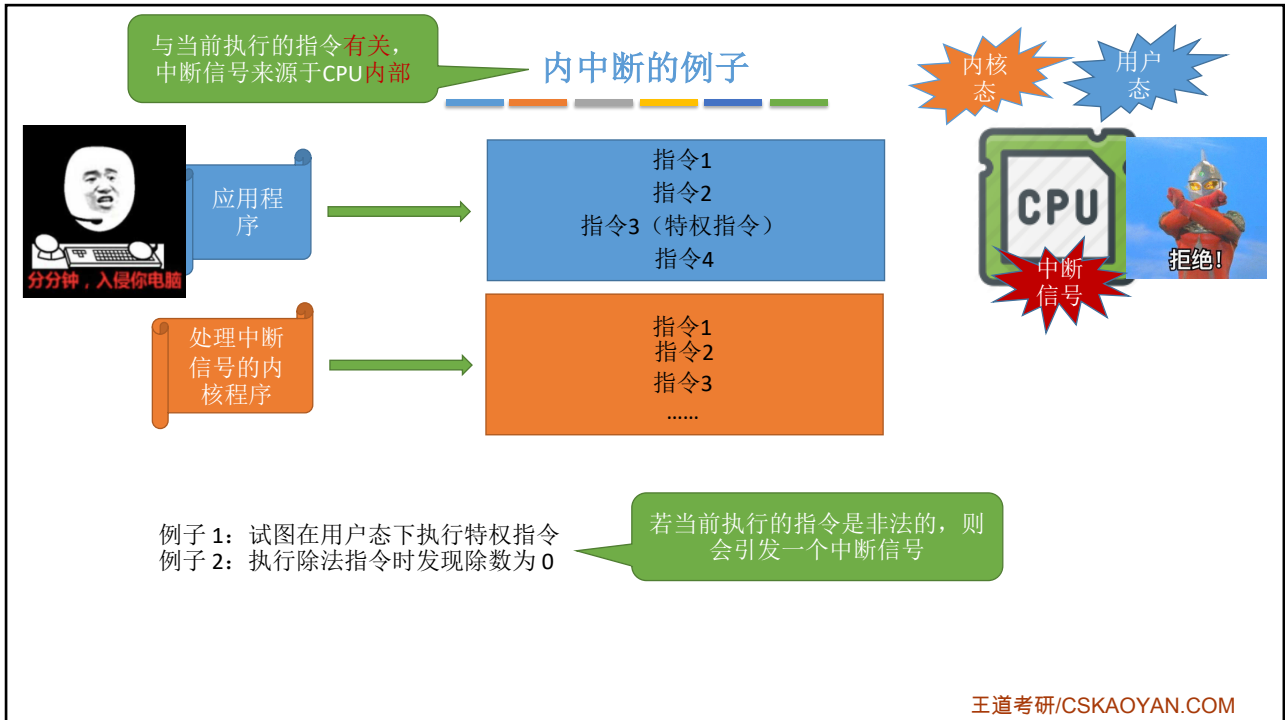 与当前执行的指令有关，
中断信号来源于CPU内部
内中断的例子
内核
态
用户
态
分分钟，入侵你电脑
应用程
序
指令1
指令2
指令3（特权指令）
指令4
CPU
中断
信号
拒绝！
处理中断
信号的内
核程序
指令1
指令2
指令3
……
例子 1：试图在用户态下执行特权指令
例子 2：执行除法指令时发现除数为 0
若当前执行的指令是非法的，则
会引发一个中断信号
王道考研/CSKAOYAN.COM